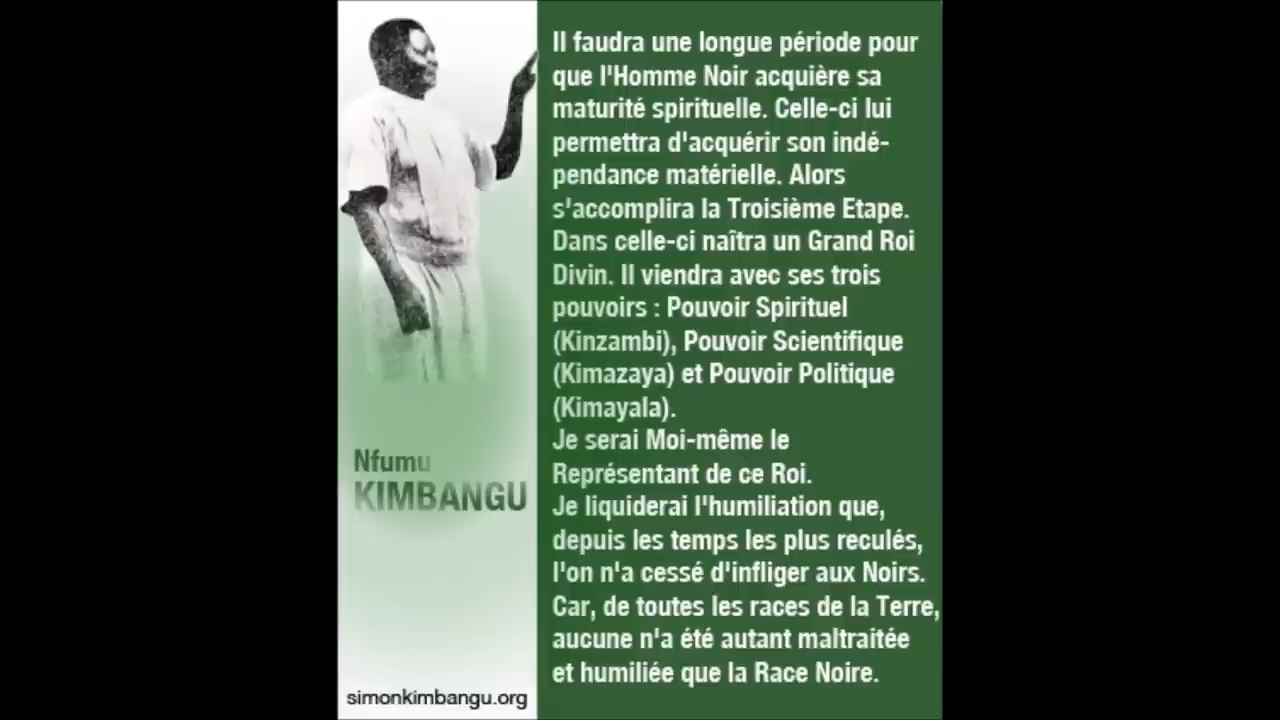 Il faudra une longue période pour
que l'Homme Noir acquière sa
maturité spirituelle. Celle-ci lui
permettra d'acquérir son indé-
pendance matérielle. Alors
s'accomplira la Troisième Etape.
Dans celle-ci naîtra un Grand Roi
Divin. Il viendra avec ses trois
pouvoirs : Pouvoir Spirituel
(Kinzambi), Pouvoir Scientifique
(Kimazaya) et Pouvoir Politique
(Kimayala).
Je serai Moi-même le
Représentant de ce Roi.
Je liquiderai l'humiliation que,
depuis les temps les plus reculés,
l'on n'a cessé d'infliger aux Noirs.
Car, de toutes les races de la Terre,
aucune n'a été autant maltraitée
et humiliée que la Race Noire.
Nfumu
KIMBANGU
simonkimbangu.org